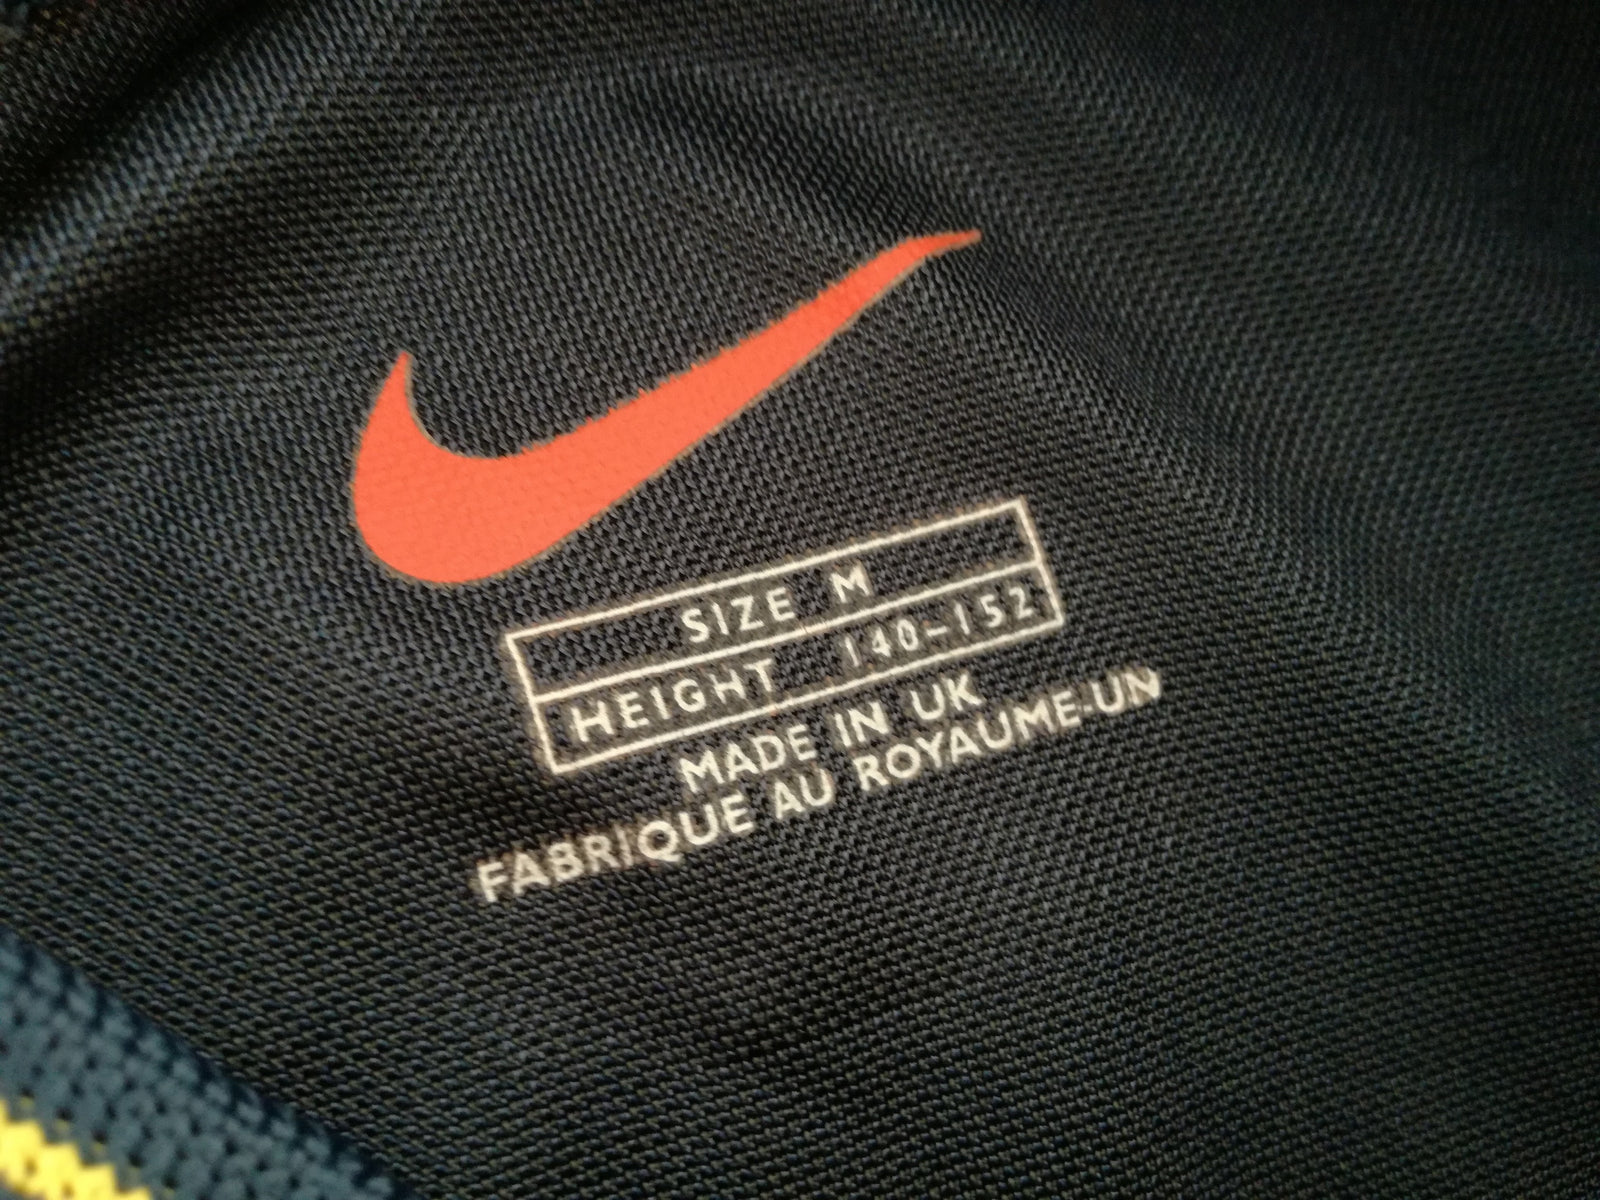 SIZE M
HEIGHT 140-152
MADE IN UK
FABRIQUE AU ROYAUME-UN